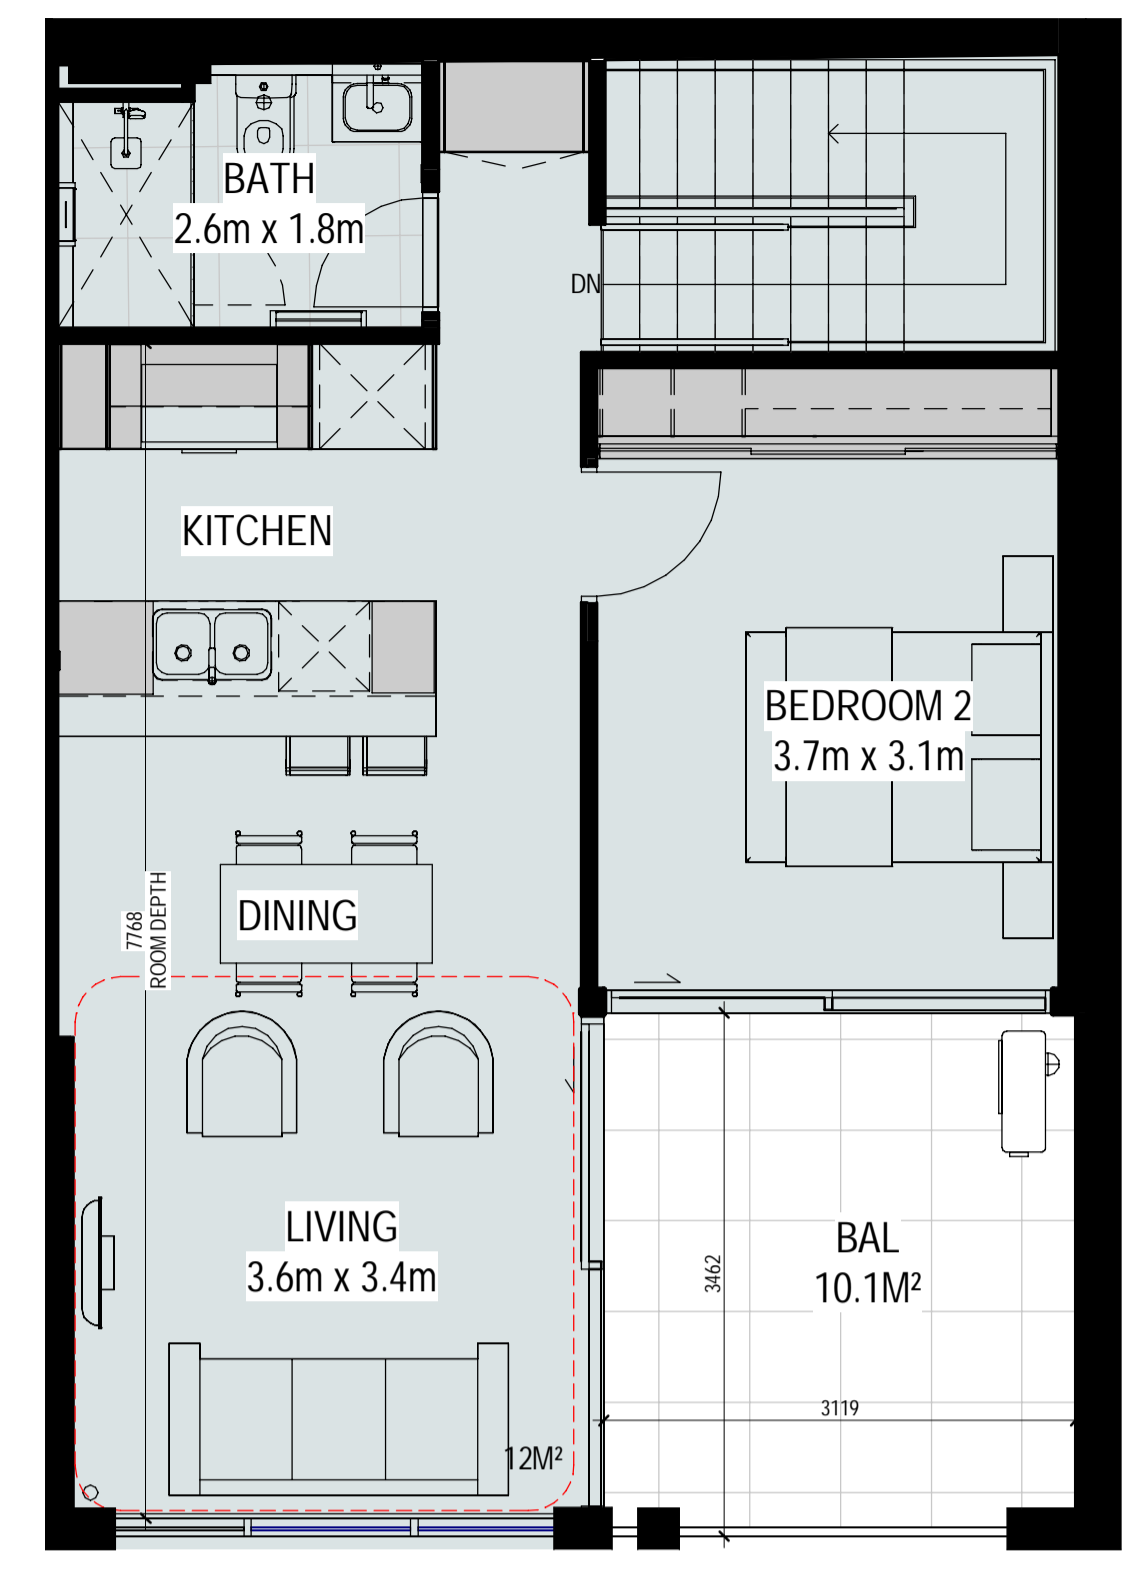 BATH
2.6m x 1.8m
DN
KITCHEN
BEDROOM 2
3.7m x 3.1m
DINING
7768
ROOM DEPTH
LIVING
3.6m x 3.4m
12M²
BAL
10.1M²
3462
3119